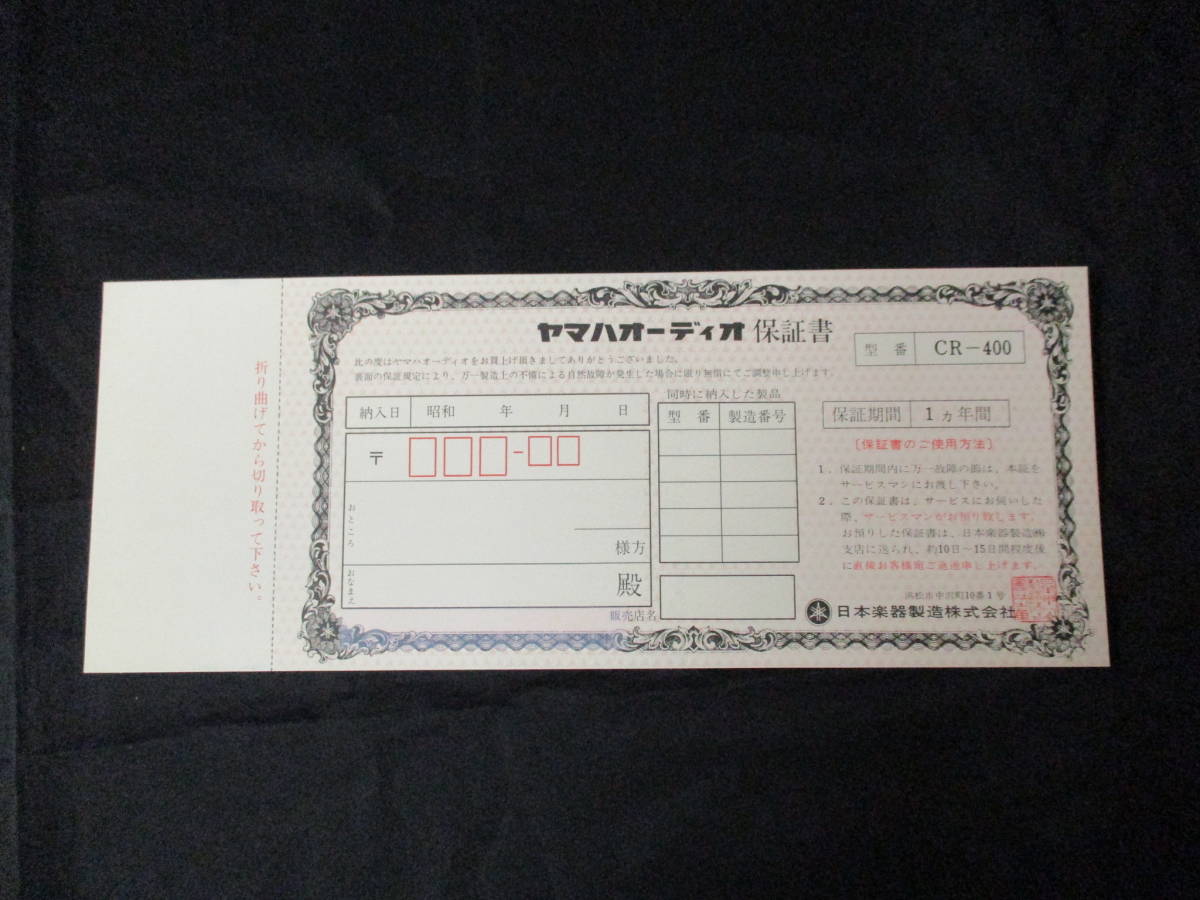 折り曲げてから切り取って下さい。
ヤマハオーディオ 保証書
型番 CR-400
此の度はヤマハオーディオをお買上げ頂きましてありがとうございました。
裏面の保証規定により、万一製造上の不備による自然故障が発生した場合に限り無償にてご調整申し上げます。
納入日 昭和 年 月 日
〒 -
おところ
様方
おなまえ
殿
同時に納入した製品
型番 製造番号
販売店名
保証期間 1ヵ年間
〔保証書のご使用方法〕
1. 保証期間内に万一故障の節は、本証を
サービスマンにお渡し下さい。
2. この保証書は、サービスにお伺いした
際、サービスマンがお預り致します。
お預りした保証書は、日本楽器製造㈱
支店に送られ、約10日〜15日間程度後
に直接お客様宛ご返送申し上げます。
浜松市中沢町10番1号
日本楽器製造株式会社